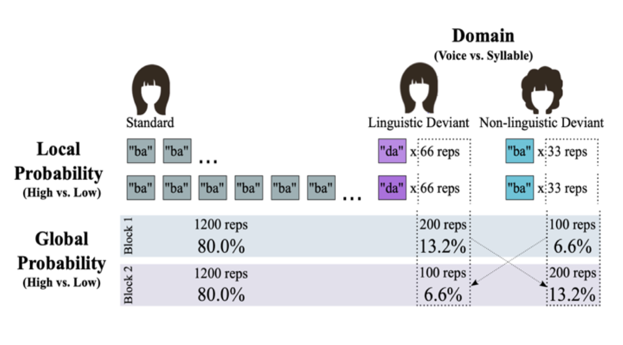 Domain
(Voice vs. Syllable)
Standard
Linguistic Deviant Non-linguistic Deviant
Local
Probability
(High vs. Low)
"ba" "ba" ... "da" x 66 reps "ba" x 33 reps
"ba" "ba" "ba" "ba" "ba" "ba" ... "da" x 66 reps "ba" x 33 reps
Global
Probability
(High vs. Low)
Block 1
1200 reps 200 reps 100 reps
80.0% 13.2% 6.6%
Block 2
1200 reps 100 reps 200 reps
80.0% 6.6% 13.2%